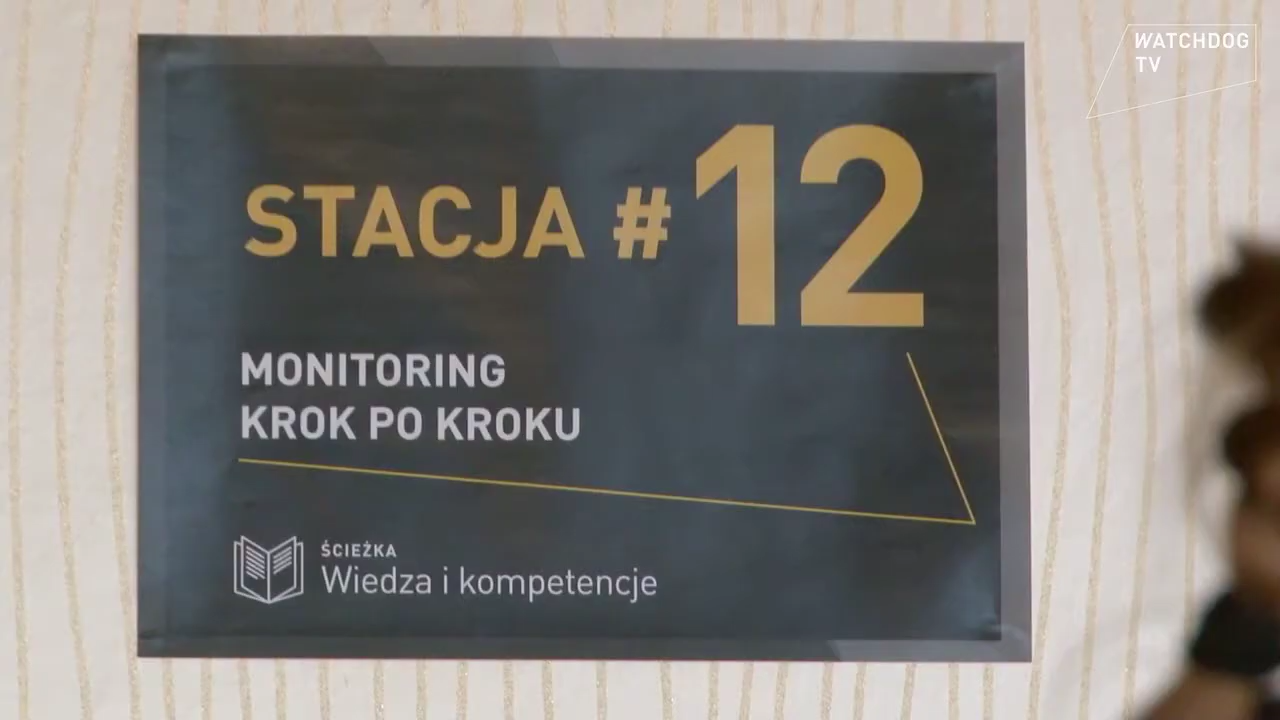 WATCHDOG
TV
STACJA #12
MONITORING
KROK PO KROKU
ŚCIEŻKA
Wiedza i kompetencje